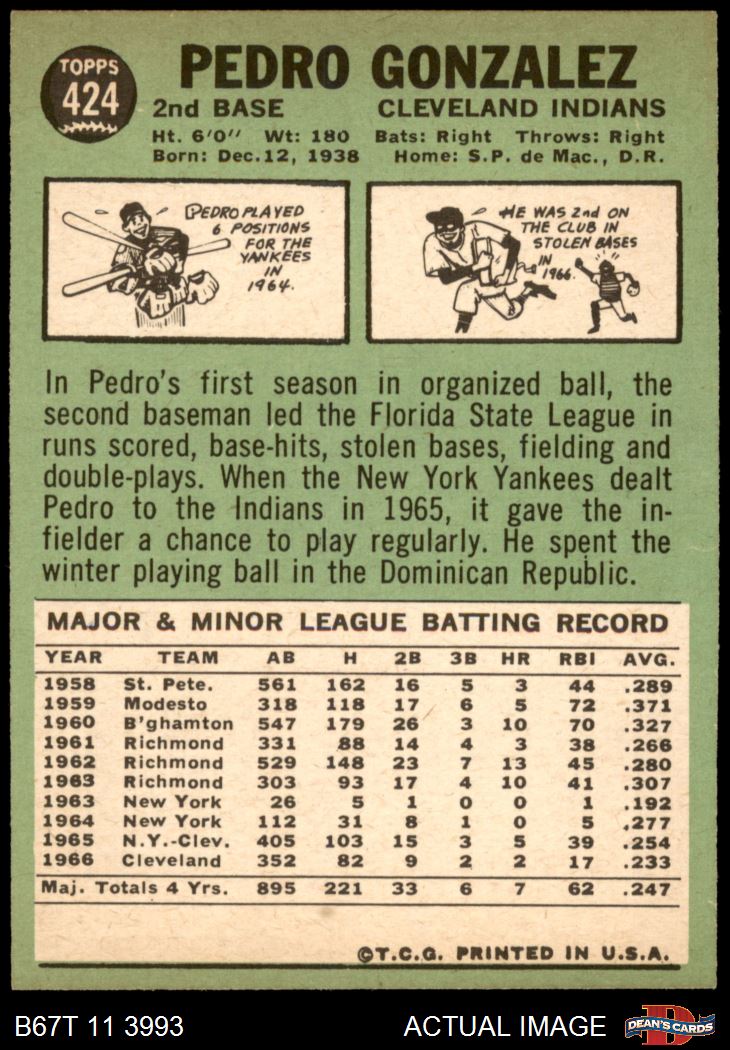 TOPPS
424
PEDRO GONZALEZ
2nd BASE CLEVELAND INDIANS
Ht. 6'0" Wt: 180 Bats: Right Throws: Right
Born: Dec.12, 1938 Home: S.P. de Mac., D.R.
PEDRO PLAYED
6 POSITIONS
FOR THE
YANKEES
IN
1964.
HE WAS 2nd ON
THE CLUB IN
STOLEN BASES
IN
1966.
In Pedro's first season in organized ball, the
second baseman led the Florida State League in
runs scored, base-hits, stolen bases, fielding and
double-plays. When the New York Yankees dealt
Pedro to the Indians in 1965, it gave the in-
fielder a chance to play regularly. He spent the
winter playing ball in the Dominican Republic.
MAJOR & MINOR LEAGUE BATTING RECORD
YEAR TEAM AB H 2B 3B HR RBI AVG.
1958 St. Pete. 561 162 16 5 3 44 .289
1959 Modesto 318 118 17 6 5 72 .371
1960 B'ghamton 547 179 26 3 10 70 .327
1961 Richmond 331 88 14 4 3 38 .266
1962 Richmond 529 148 23 7 13 45 .280
1963 Richmond 303 93 17 4 10 41 .307
1963 New York 26 5 1 0 0 1 .192
1964 New York 112 31 8 1 0 5 .277
1965 N.Y.-Clev. 405 103 15 3 5 39 .254
1966 Cleveland 352 82 9 2 2 17 .233
Maj. Totals 4 Yrs. 895 221 33 6 7 62 .247
©T.C.G. PRINTED IN U.S.A.
B67T 11 3993 ACTUAL IMAGE D DEAN'S CARDS